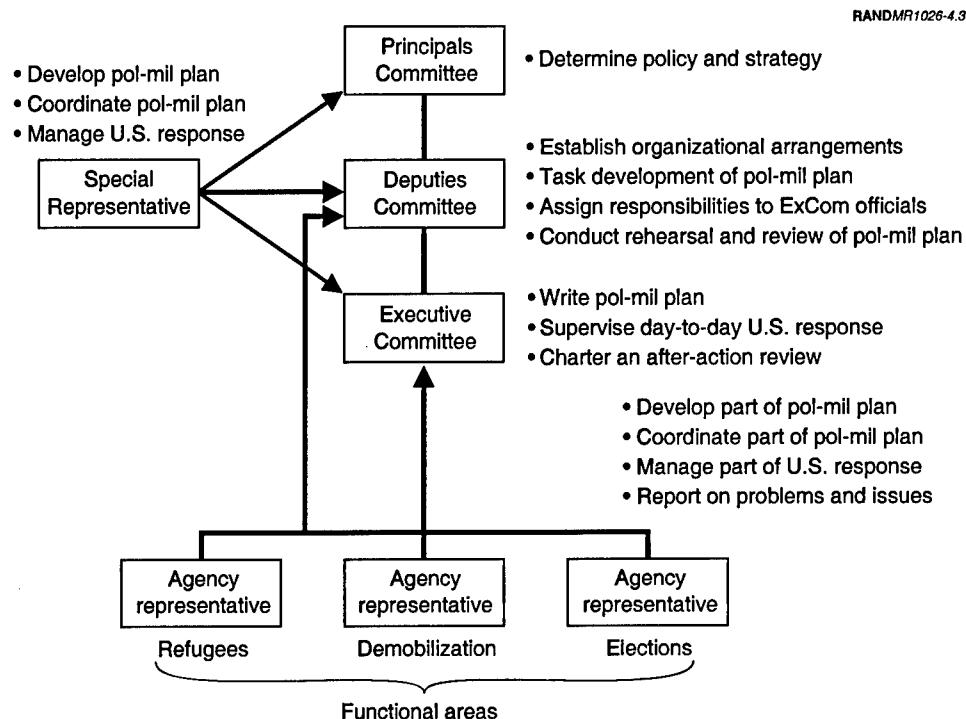 RANDMR1026-4.3
Principals
Committee
• Determine policy and strategy
• Develop pol-mil plan
• Coordinate pol-mil plan
• Manage U.S. response
Special
Representative
Deputies
Committee
• Establish organizational arrangements
• Task development of pol-mil plan
• Assign responsibilities to ExCom officials
• Conduct rehearsal and review of pol-mil plan
Executive
Committee
• Write pol-mil plan
• Supervise day-to-day U.S. response
• Charter an after-action review
• Develop part of pol-mil plan
• Coordinate part of pol-mil plan
• Manage part of U.S. response
• Report on problems and issues
Agency
representative
Refugees
Agency
representative
Demobilization
Agency
representative
Elections
Functional areas